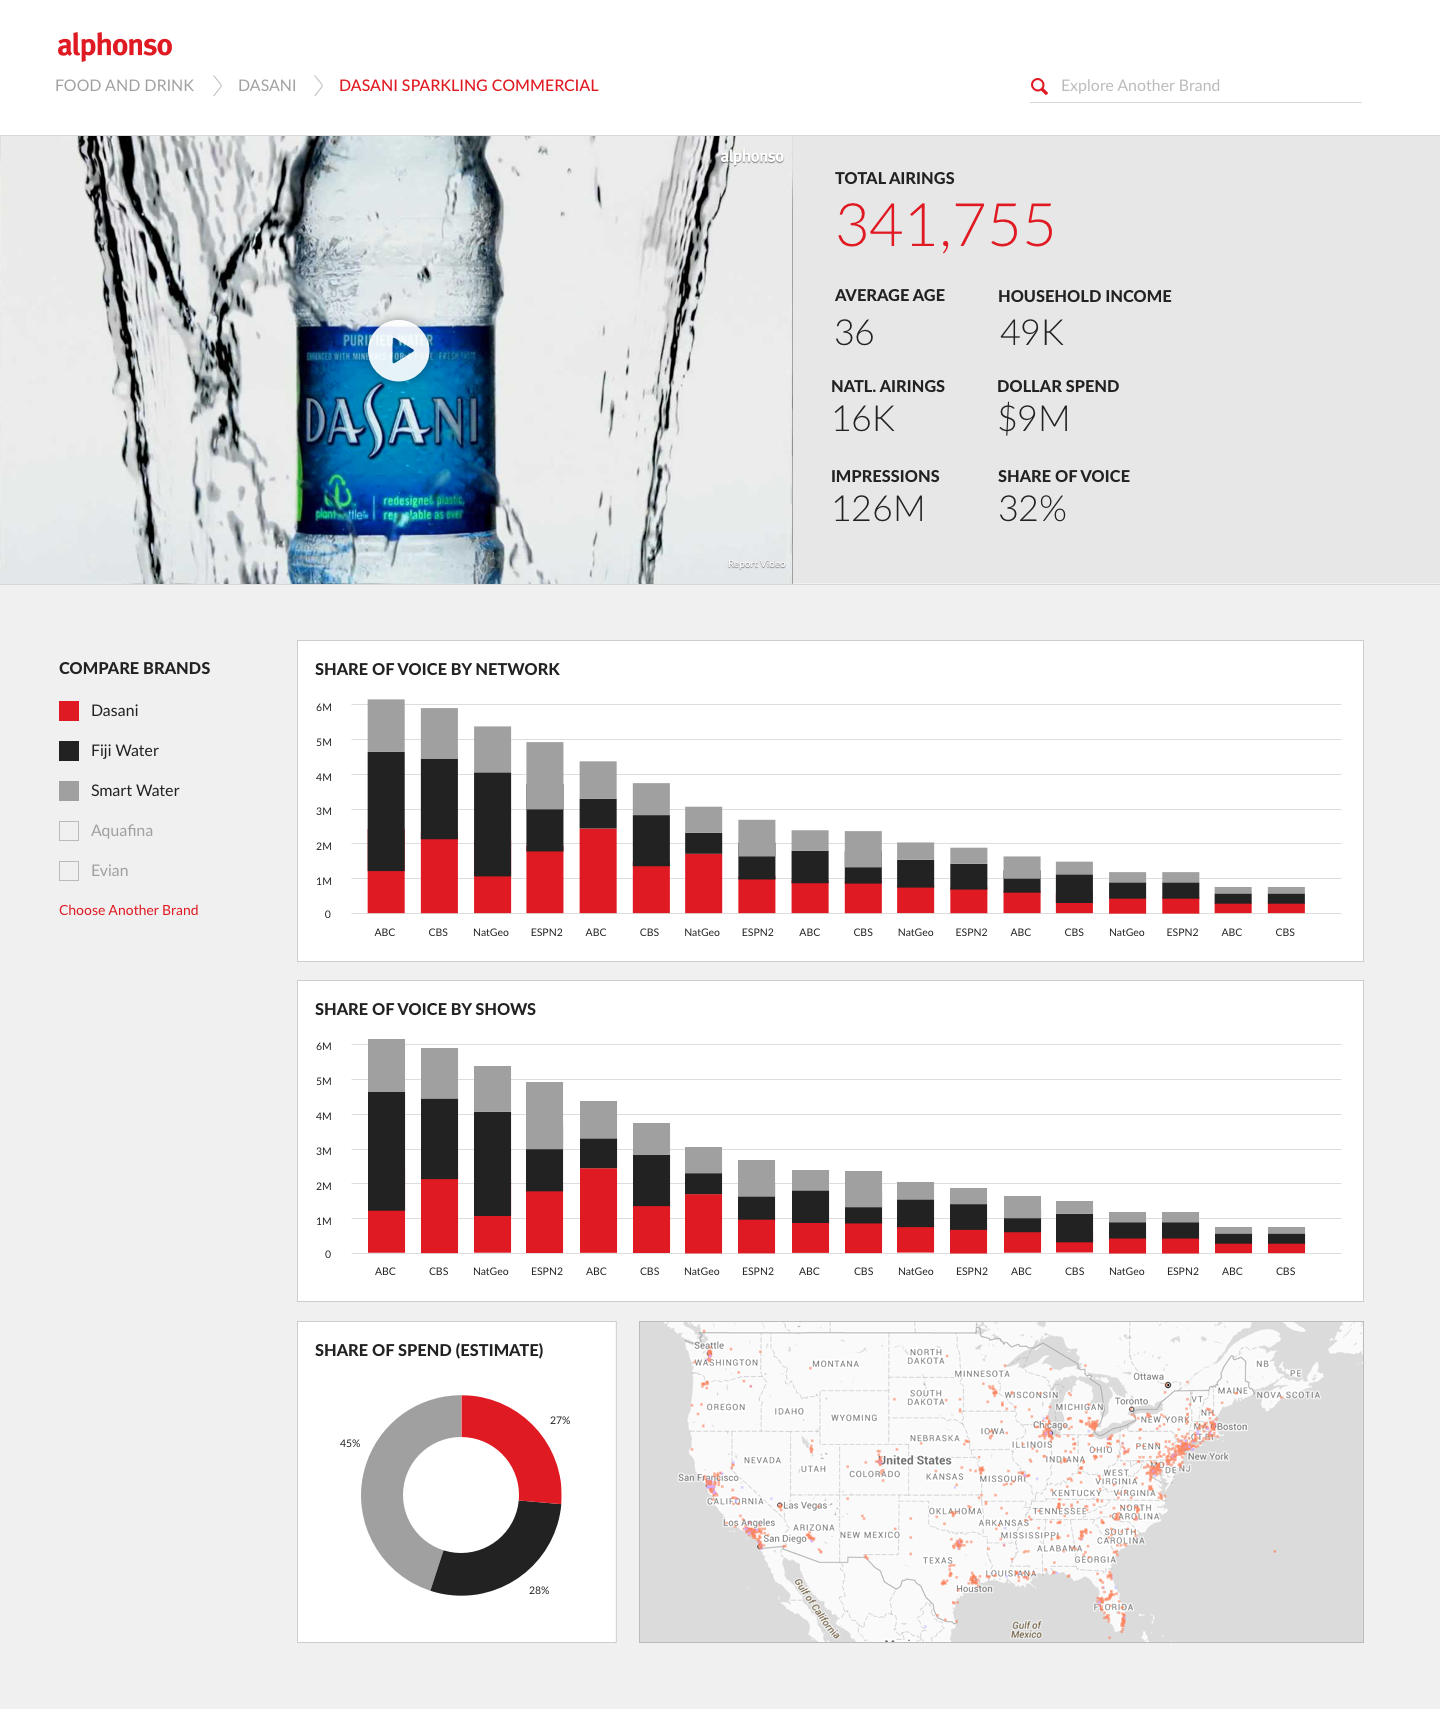 alphonso
FOOD AND DRINK DASANI DASANI SPARKLING COMMERCIAL
Explore Another Brand
alphonso
PURIFIED WATER
DASANI
redesigned plastic,
as ever
Report Video
TOTAL AIRINGS
341,755
AVERAGE AGE HOUSEHOLD INCOME
36 49K
NATL. AIRINGS DOLLAR SPEND
16K $9M
IMPRESSIONS SHARE OF VOICE
126M 32%
COMPARE BRANDS
Dasani
Fiji Water
Smart Water
Aquafina
Evian
Choose Another Brand
SHARE OF VOICE BY NETWORK
6M
5M
4M
3M
2M
1M
0
ABC CBS NatGeo ESPN2 ABC CBS NatGeo ESPN2 ABC CBS NatGeo ESPN2 ABC CBS NatGeo ESPN2 ABC CBS
SHARE OF VOICE BY SHOWS
6M
5M
4M
3M
2M
1M
0
ABC CBS NatGeo ESPN2 ABC CBS NatGeo ESPN2 ABC CBS NatGeo ESPN2 ABC CBS NatGeo ESPN2 ABC CBS
SHARE OF SPEND (ESTIMATE)
27%
45%
28%
Seattle
WASHINGTON
MONTANA
NORTH
DAKOTA
MINNESOTA
Ottawa
NB
PE
OREGON
IDAHO
WYOMING
SOUTH
DAKOTA
WISCONSIN
MICHIGAN
Toronto
VT
MAINE
NOVA SCOTIA
NEW YORK
Chicago
Boston
NEBRASKA
IOWA
ILLINOIS
OHIO
PENN
NEVADA
UTAH
COLORADO
United States
KANSAS
MISSOURI
INDIANA
WEST
VIRGINIA
DE NJ
New York
San Francisco
CALIFORNIA
Las Vegas
KENTUCKY
VIRGINIA
Los Angeles
San Diego
ARIZONA
NEW MEXICO
OKLAHOMA
ARKANSAS
TENNESSEE
NORTH
CAROLINA
MISSISSIPPI
SOUTH
CAROLINA
TEXAS
ALABAMA
GEORGIA
LOUISIANA
Houston
FLORIDA
Gulf of California
Gulf of
Mexico